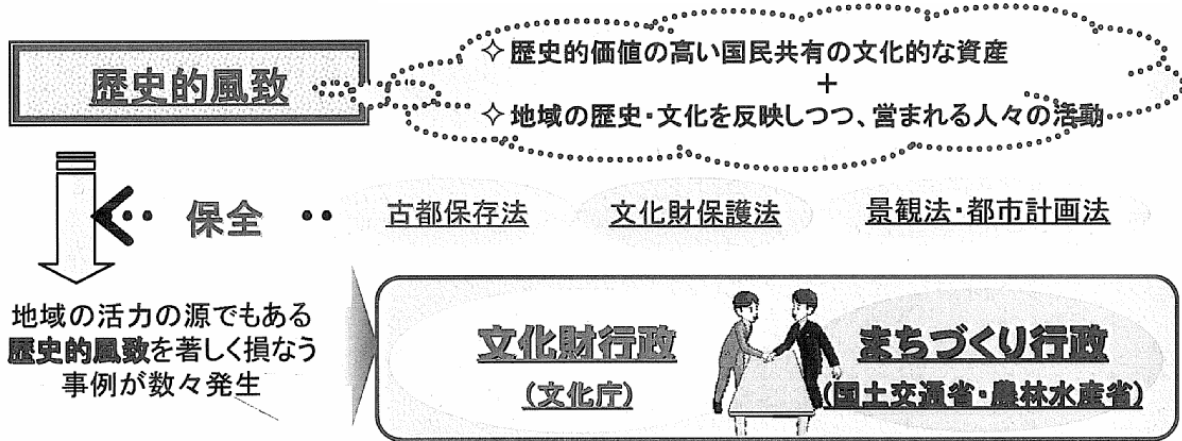 歴史的風致
✧歴史的価値の高い国民共有の文化的な資産
+
✧地域の歴史・文化を反映しつつ、営まれる人々の活動
保全
古都保存法
文化財保護法
景観法・都市計画法
地域の活力の源でもある
歴史的風致を著しく損なう
事例が数々発生
文化財行政
(文化庁)
まちづくり行政
(国土交通省・農林水産省)